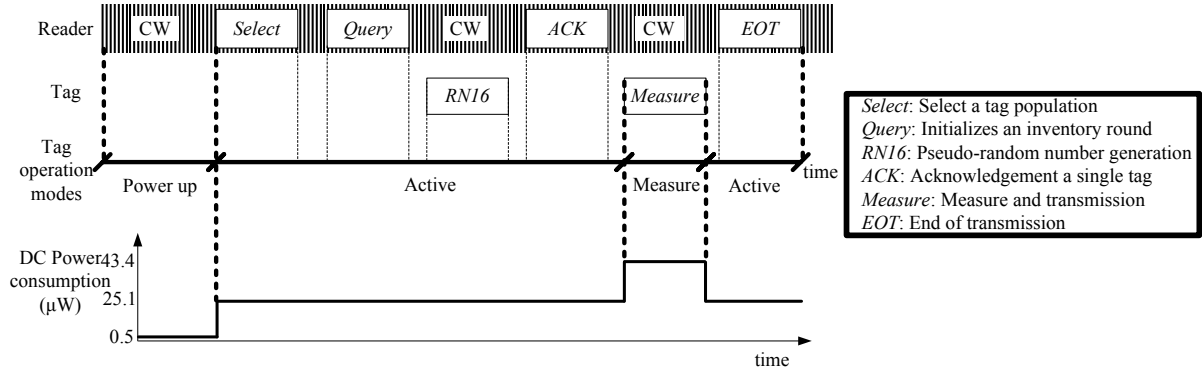 Reader CW Select Query CW ACK CW EOT
Tag RN16 Measure
Tag operation modes
Power up Active Measure Active time
Select: Select a tag population
Query: Initializes an inventory round
RN16: Pseudo-random number generation
ACK: Acknowledgement a single tag
Measure: Measure and transmission
EOT: End of transmission
DC Power consumption (µW)
43.4
25.1
0.5
time